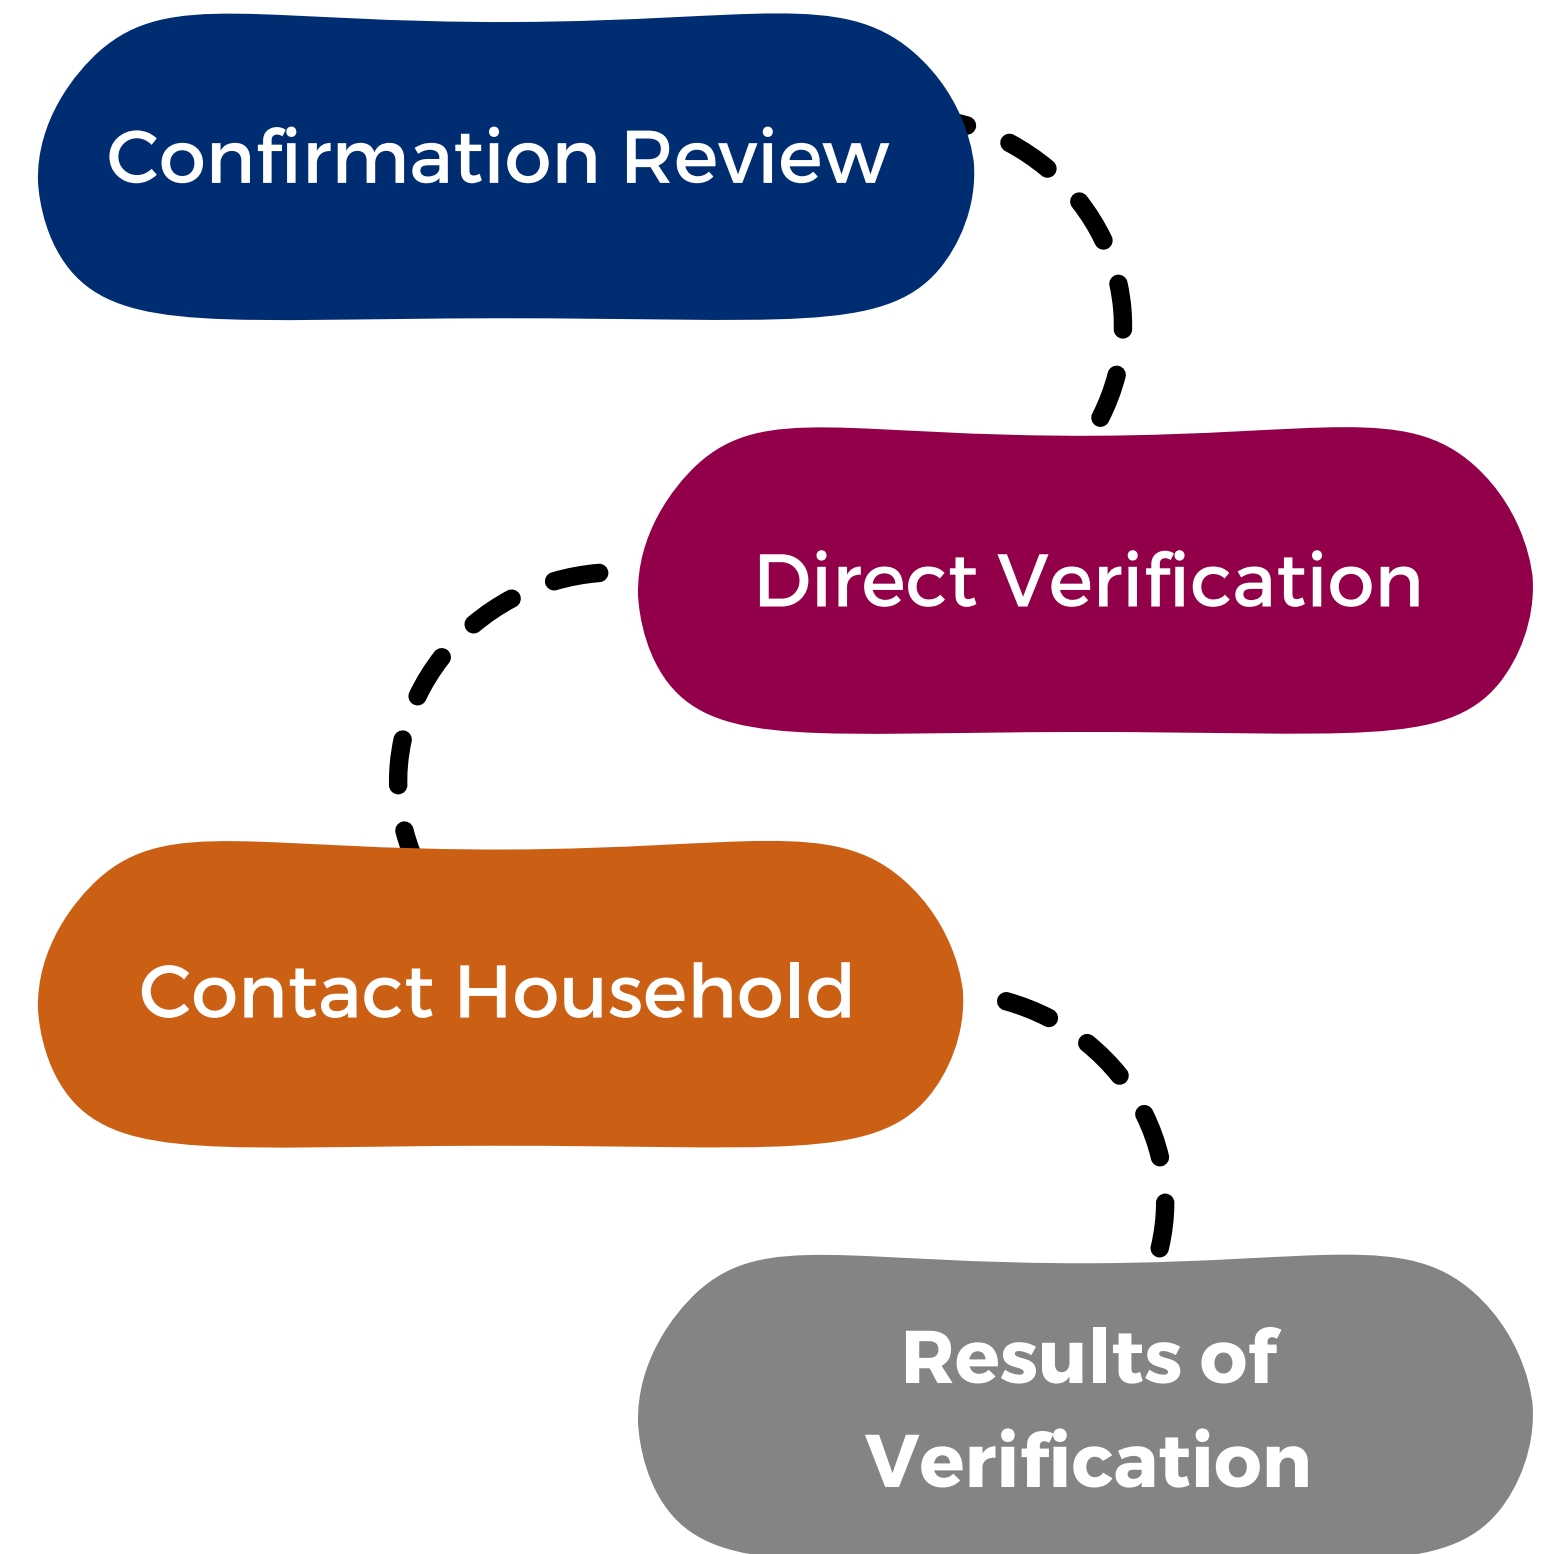 Confirmation Review
Direct Verification
Contact Household
Results of
Verification